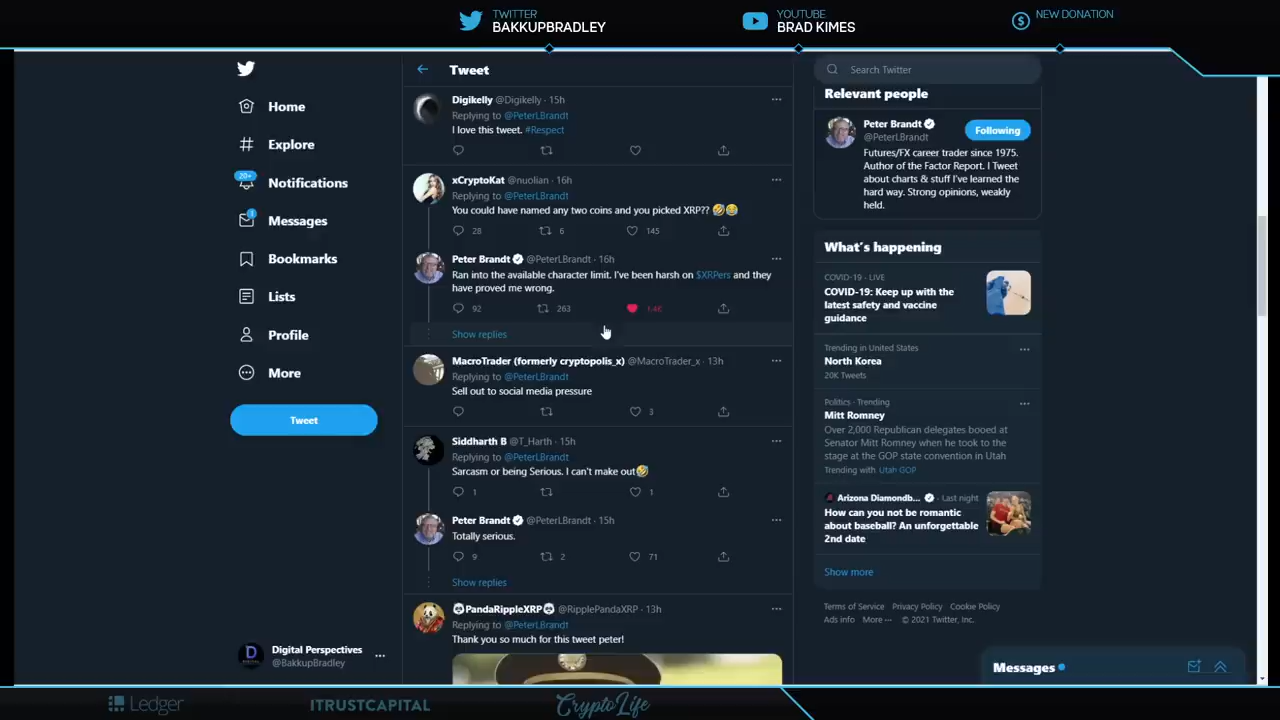 TWITTER
BAKKUPBRADLEY
YOUTUBE
BRAD KIMES
NEW DONATION
Home
Explore
20+
Notifications
Messages
Bookmarks
Lists
Profile
More
Tweet
Digital Perspectives
@BakkupBradley
Tweet
Digikelly @Digikelly · 15h
Replying to @PeterLBrandt
I love this tweet. #Respect
xCryptoKat @nuolian · 16h
Replying to @PeterLBrandt
You could have named any two coins and you picked XRP?? 🤣😂
28 6 145
Peter Brandt @PeterLBrandt · 16h
Ran into the available character limit. I've been harsh on $XRPers and they
have proved me wrong.
92 263 1.4K
Show replies
MacroTrader (formerly cryptopolis_x) @MacroTrader_x · 13h
Replying to @PeterLBrandt
Sell out to social media pressure
3
Siddharth B @T_Harth · 15h
Replying to @PeterLBrandt
Sarcasm or being Serious. I can't make out🤣
1 1
Peter Brandt @PeterLBrandt · 15h
Totally serious.
9 2 71
Show replies
💀PandaRippleXRP💀 @RipplePandaXRP · 13h
Replying to @PeterLBrandt
Thank you so much for this tweet peter!
Search Twitter
Relevant people
Peter Brandt
@PeterLBrandt
Following
Futures/FX career trader since 1975.
Author of the Factor Report. I Tweet
about charts & stuff I've learned the
hard way. Strong opinions, weakly
held.
What's happening
COVID-19 · LIVE
COVID-19: Keep up with the
latest safety and vaccine
guidance
Trending in United States
North Korea
20K Tweets
Politics · Trending
Mitt Romney
Over 2,000 Republican delegates booed at
Senator Mitt Romney when he took to the
stage at the GOP state convention in Utah
Trending with Utah GOP
Arizona Diamondb... · Last night
How can you not be romantic
about baseball? An unforgettable
2nd date
Show more
Terms of Service Privacy Policy Cookie Policy
Ads info More ··· © 2021 Twitter, Inc.
Messages
Ledger
ITRUSTCAPITAL
CryptoLife